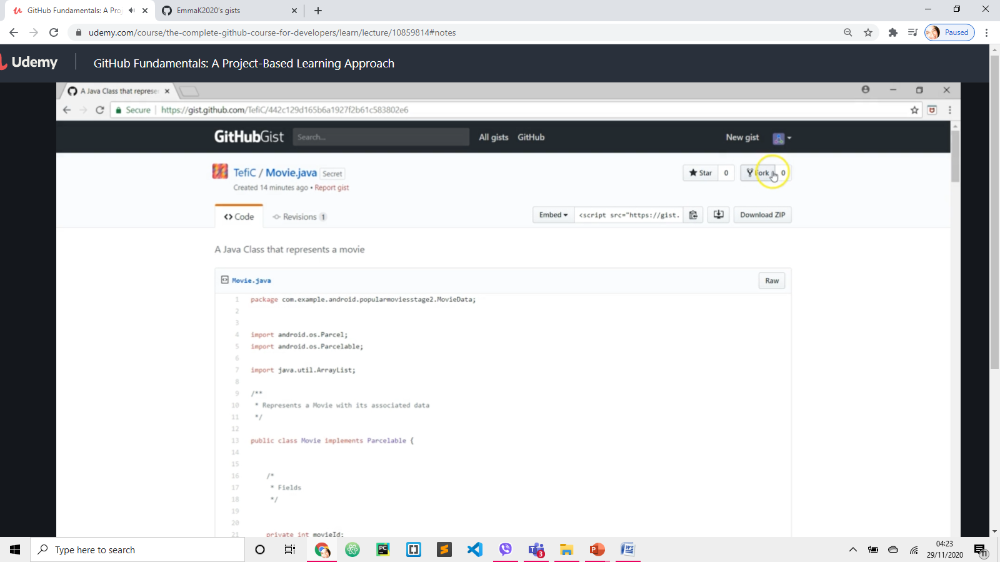 GitHub Fundamentals: A Pro
EmmaK2020's gists
udemy.com/course/the-complete-github-course-for-developers/learn/lecture/10859814#notes
Paused
Udemy
GitHub Fundamentals: A Project-Based Learning Approach
A Java Class that represe
Secure
https://gist.github.com/TefiC/442c129d165b6a1927f2b61c583802e6
GitHubGist
Search...
All gists
GitHub
New gist
TefiC / Movie.java
Secret
Star
0
Fork
0
Created 14 minutes ago • Report gist
Code
Revisions 1
Embed
<script src="https://gist.
Download ZIP
A Java Class that represents a movie
Movie.java
Raw
1 package com.example.android.popularmoviesstage2.MovieData;
2
3
4 import android.os.Parcel;
5 import android.os.Parcelable;
6
7 import java.util.ArrayList;
8
9 /**
10 * Represents a Movie with its associated data
11 */
12
13 public class Movie implements Parcelable {
14
15
16 /*
17 * Fields
18 */
19
20
21 private int movieId;
Type here to search
PC
3
04:23
29/11/2020
11